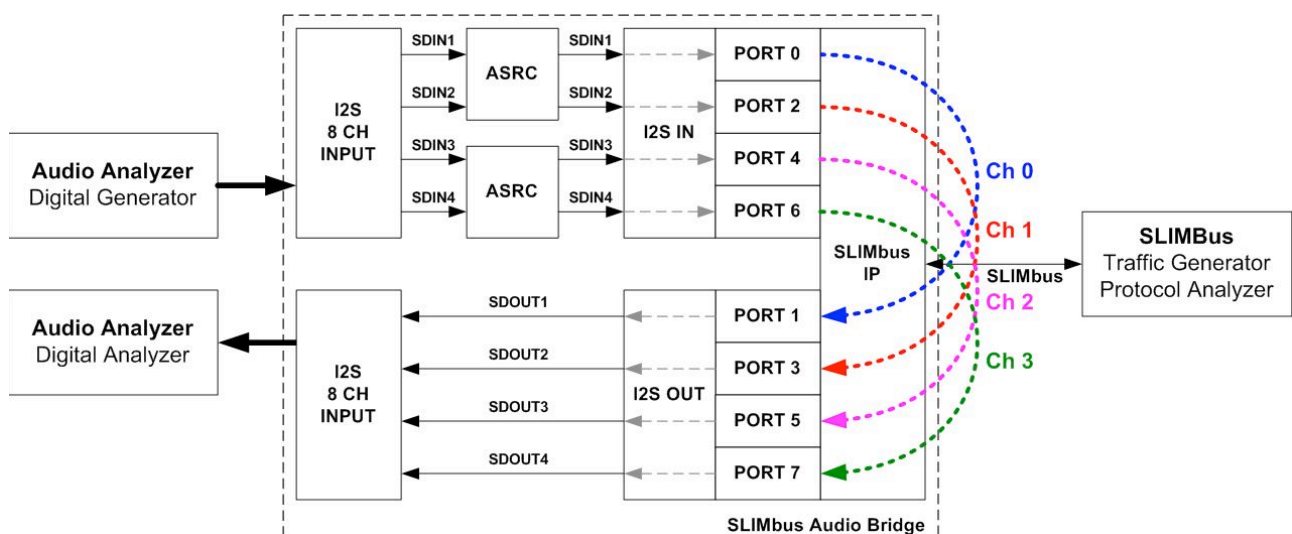 SDIN1
SDIN1
PORT 0
ASRC
I2S
8 CH
INPUT
SDIN2
SDIN2
PORT 2
I2S IN
Audio Analyzer
Digital Generator
SDIN3
SDIN3
PORT 4
Ch 0
ASRC
SDIN4
SDIN4
PORT 6
Ch 1
SLIMbus
IP
SLIMbus
SLIMBus
Traffic Generator
Protocol Analyzer
Audio Analyzer
Digital Analyzer
I2S
8 CH
INPUT
SDOUT1
PORT 1
Ch 2
SDOUT2
PORT 3
Ch 3
I2S OUT
SDOUT3
PORT 5
SDOUT4
PORT 7
SLIMbus Audio Bridge